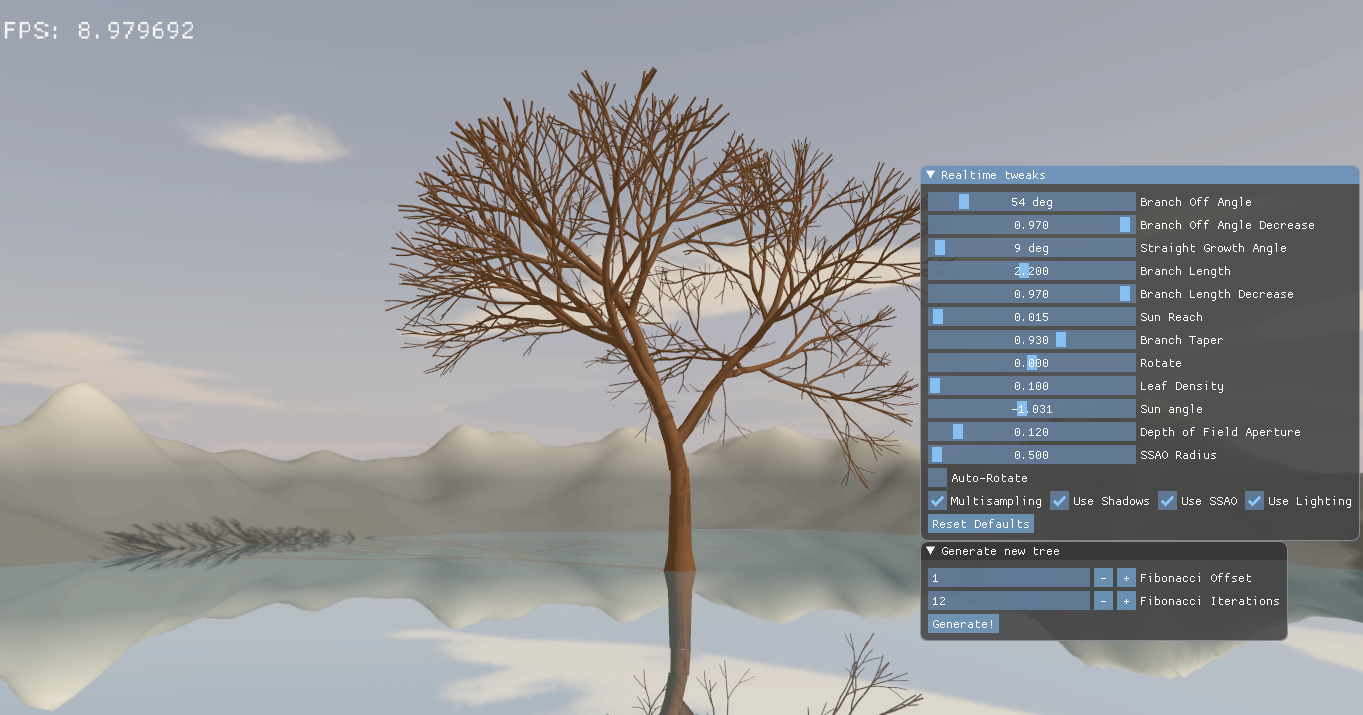 FPS: 8.979692
Realtime tweaks
54 deg Branch Off Angle
0.970 Branch Off Angle Decrease
9 deg Straight Growth Angle
2.200 Branch Length
0.970 Branch Length Decrease
0.015 Sun Reach
0.930 Branch Taper
0.000 Rotate
0.100 Leaf Density
-1.031 Sun angle
0.120 Depth of Field Aperture
0.500 SSAO Radius
Auto-Rotate
Multisampling Use Shadows Use SSAO Use Lighting
Reset Defaults
Generate new tree
1 - + Fibonacci Offset
12 - + Fibonacci Iterations
Generate!